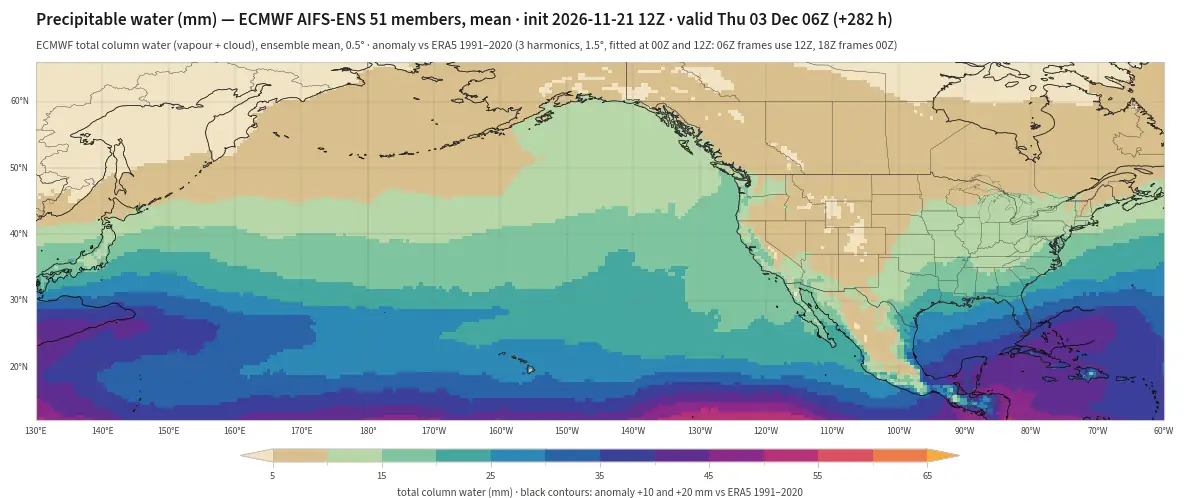 Precipitable water (mm) — ECMWF AIFS-ENS 51 members, mean · init 2026-11-21 12Z · valid Thu 03 Dec 06Z (+282 h)
ECMWF total column water (vapour + cloud), ensemble mean, 0.5° · anomaly vs ERA5 1991–2020 (3 harmonics, 1.5°, fitted at 00Z and 12Z: 06Z frames use 12Z, 18Z frames 00Z)
60°N
50°N
40°N
30°N
20°N
130°E 140°E 150°E 160°E 170°E 180° 170°W 160°W 150°W 140°W 130°W 120°W 110°W 100°W 90°W 80°W 70°W 60°W
5 15 25 35 45 55 65
total column water (mm) · black contours: anomaly +10 and +20 mm vs ERA5 1991–2020